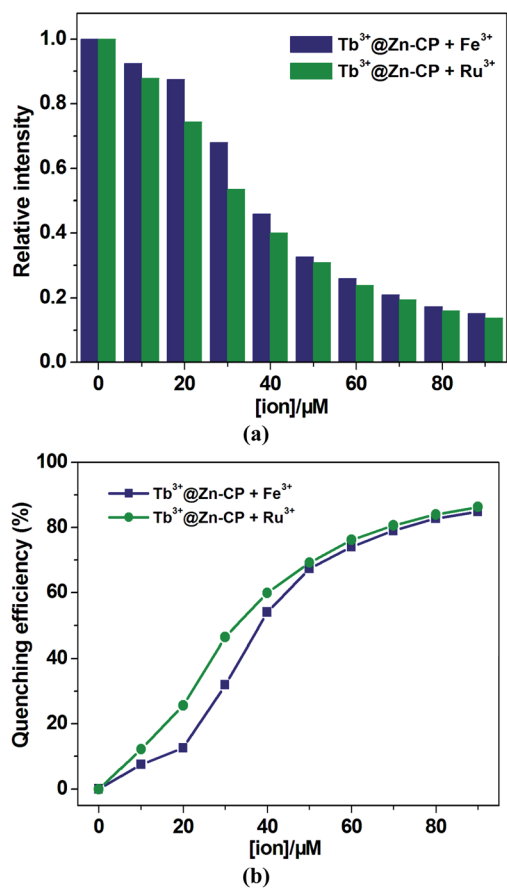 Tb³⁺@Zn-CP + Fe³⁺
Tb³⁺@Zn-CP + Ru³⁺
Relative intensity
1.0
0.8
0.6
0.4
0.2
0.0
0 20 40 60 80
[ion]/µM
(a)
Tb³⁺@Zn-CP + Fe³⁺
Tb³⁺@Zn-CP + Ru³⁺
Quenching efficiency (%)
100
80
60
40
20
0
0 20 40 60 80
[ion]/µM
(b)